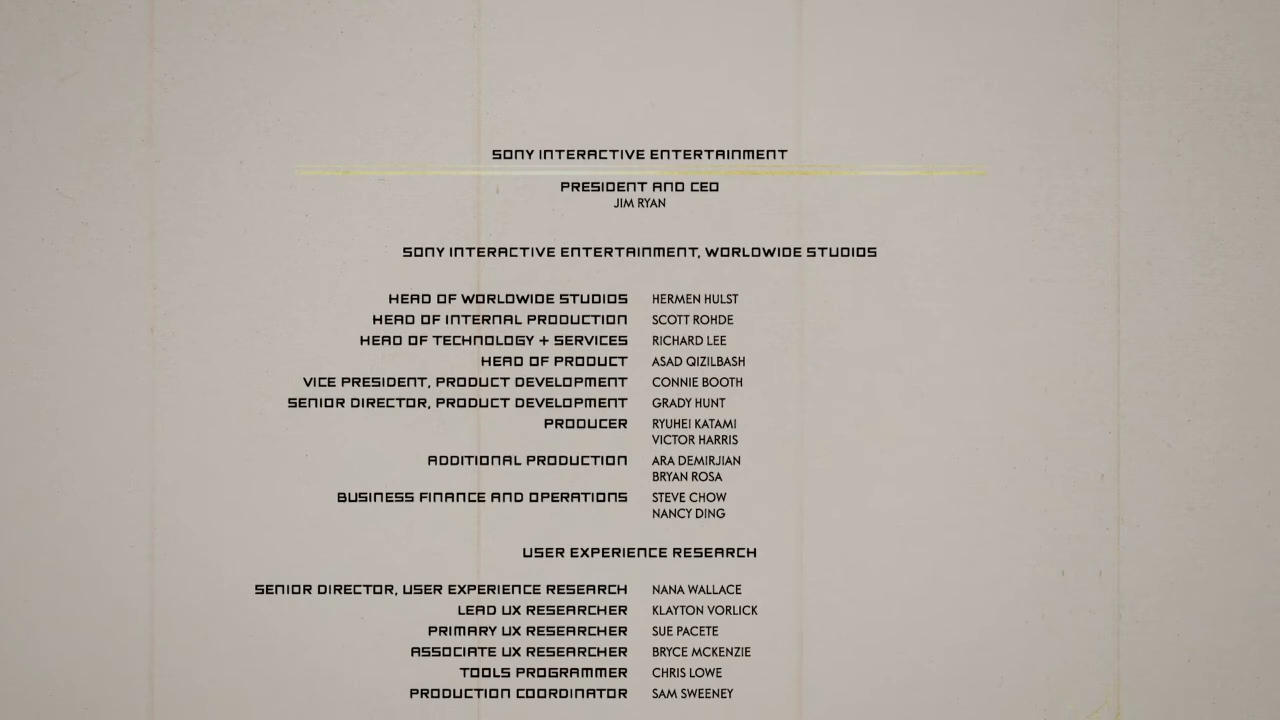 SONY INTERACTIVE ENTERTAINMENT
PRESIDENT AND CEO
JIM RYAN
SONY INTERACTIVE ENTERTAINMENT, WORLDWIDE STUDIOS
HEAD OF WORLDWIDE STUDIOS HERMEN HULST
HEAD OF INTERNAL PRODUCTION SCOTT ROHDE
HEAD OF TECHNOLOGY + SERVICES RICHARD LEE
HEAD OF PRODUCT ASAD QIZILBASH
VICE PRESIDENT, PRODUCT DEVELOPMENT CONNIE BOOTH
SENIOR DIRECTOR, PRODUCT DEVELOPMENT GRADY HUNT
PRODUCER RYUHEI KATAMI
VICTOR HARRIS
ADDITIONAL PRODUCTION ARA DEMIRJIAN
BRYAN ROSA
BUSINESS FINANCE AND OPERATIONS STEVE CHOW
NANCY DING
USER EXPERIENCE RESEARCH
SENIOR DIRECTOR, USER EXPERIENCE RESEARCH NANA WALLACE
LEAD UX RESEARCHER KLAYTON VORLICK
PRIMARY UX RESEARCHER SUE PACETE
ASSOCIATE UX RESEARCHER BRYCE MCKENZIE
TOOLS PROGRAMMER CHRIS LOWE
PRODUCTION COORDINATOR SAM SWEENEY